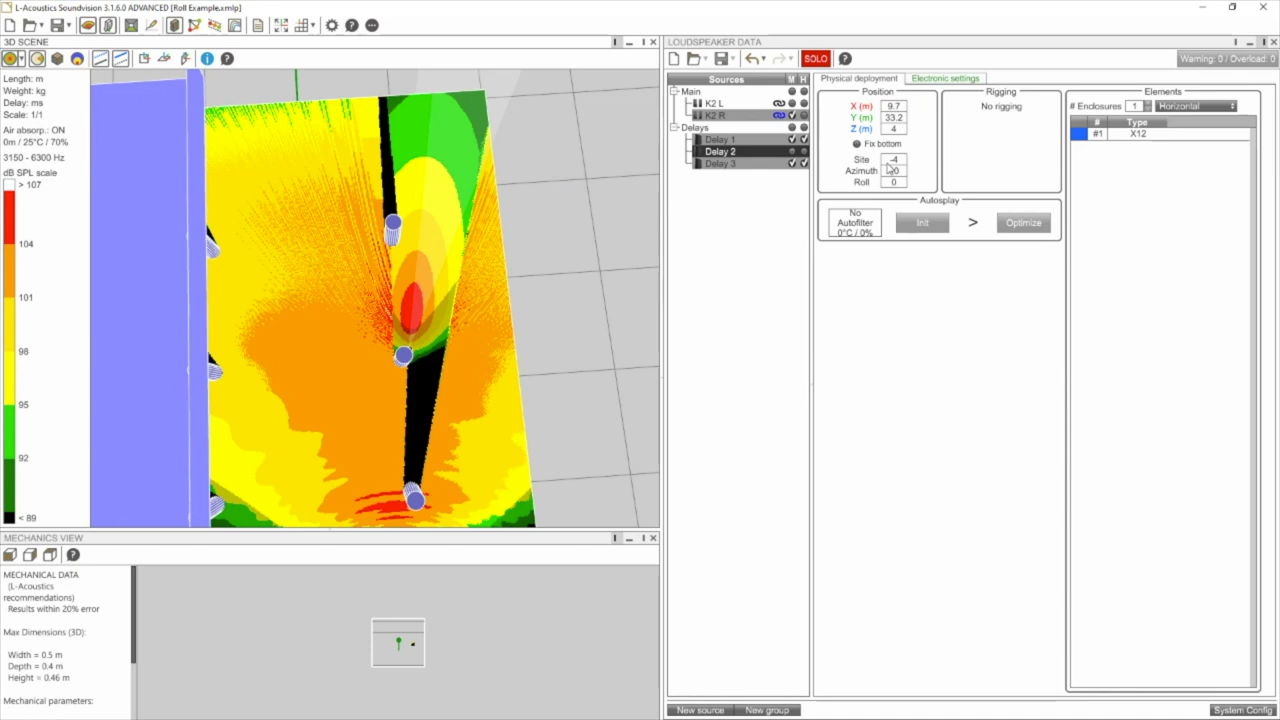 L-Acoustics Soundvision 3.1.6.0 ADVANCED [Roll Example.xmlp]
3D SCENE
Length: m
Weight: kg
Delay: ms
Scale: 1/1
Air absorp.: ON
0m / 25°C / 70%
3150 - 6300 Hz
dB SPL scale
> 107
104
101
98
95
92
< 89
MECHANICS VIEW
MECHANICAL DATA
(L-Acoustics
recommendations)
Results within 20% error
Max Dimensions (3D):
Width = 0.5 m
Depth = 0.4 m
Height = 0.46 m
Mechanical parameters:
LOUDSPEAKER DATA
SOLO
Warning: 0 / Overload: 0
Sources M H
Main
K2 L
K2 R
Delays
Delay 1
Delay 2
Delay 3
New source New group
Physical deployment Electronic settings
Position
X (m) 9.7
Y (m) 33.2
Z (m) 4
Fix bottom
Site -4
Azimuth
Roll 0
Rigging
No rigging
Autosplay
No
Autofilter
0°C / 0%
Init > Optimize
Elements
# Enclosures 1 Horizontal
# Type
#1 X12
System Config